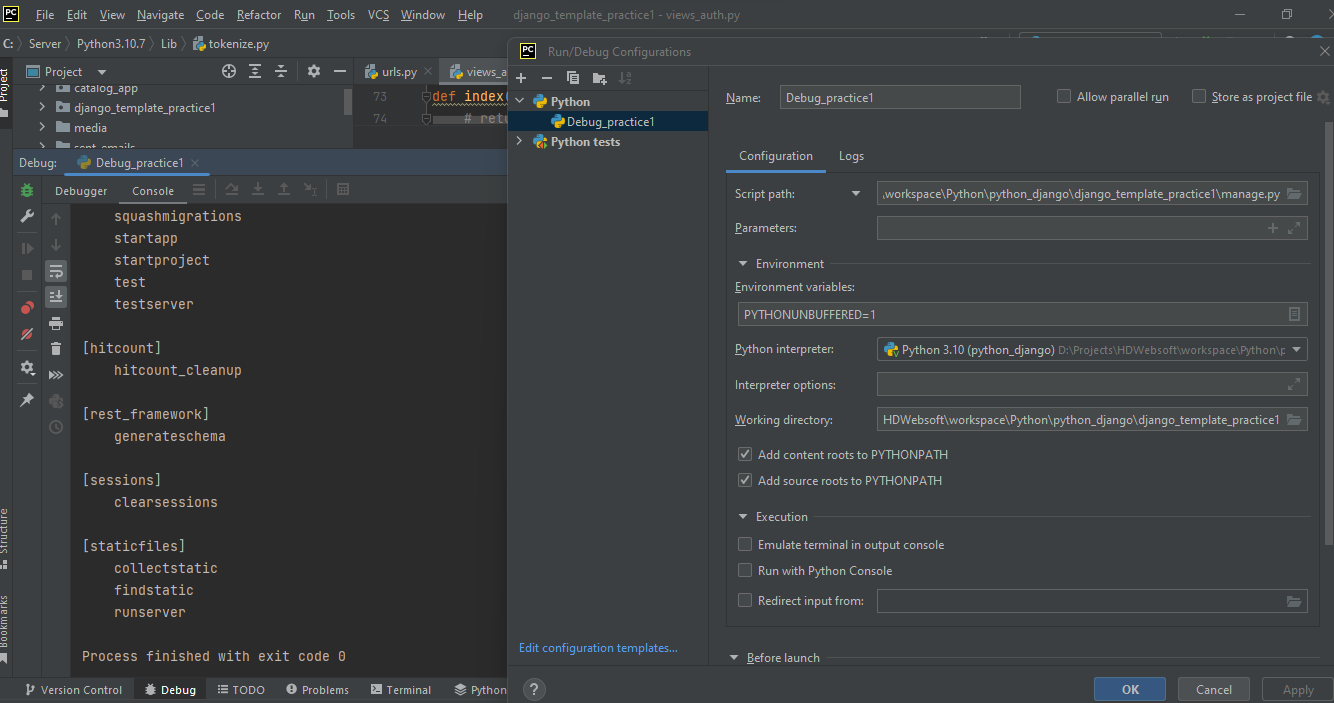 PC File Edit View Navigate Code Refactor Run Tools VCS Window Help django_template_practice1 - views_auth.py
C: Server Python3.10.7 Lib tokenize.py
Project
Project urls.py views_a
catalog_app
django_template_practice1
media
sent_emails
73 def index(
74 # retu
Debug: Debug_practice1
Debugger Console
squashmigrations
startapp
startproject
test
testserver
[hitcount]
hitcount_cleanup
[rest_framework]
generateschema
[sessions]
clearsessions
[staticfiles]
collectstatic
findstatic
runserver
Process finished with exit code 0
Structure
Bookmarks
Version Control Debug TODO Problems Terminal Python
PC Run/Debug Configurations
Python
Debug_practice1
Python tests
Edit configuration templates...
?
Name: Debug_practice1 Allow parallel run Store as project file
Configuration Logs
Script path: .workspace\Python\python_django\django_template_practice1\manage.py
Parameters:
Environment
Environment variables:
PYTHONUNBUFFERED=1
Python interpreter: Python 3.10 (python_django) D:\Projects\HDWebsoft\workspace\Python\p
Interpreter options:
Working directory: HDWebsoft\workspace\Python\python_django\django_template_practice1
Add content roots to PYTHONPATH
Add source roots to PYTHONPATH
Execution
Emulate terminal in output console
Run with Python Console
Redirect input from:
Before launch
OK Cancel Apply